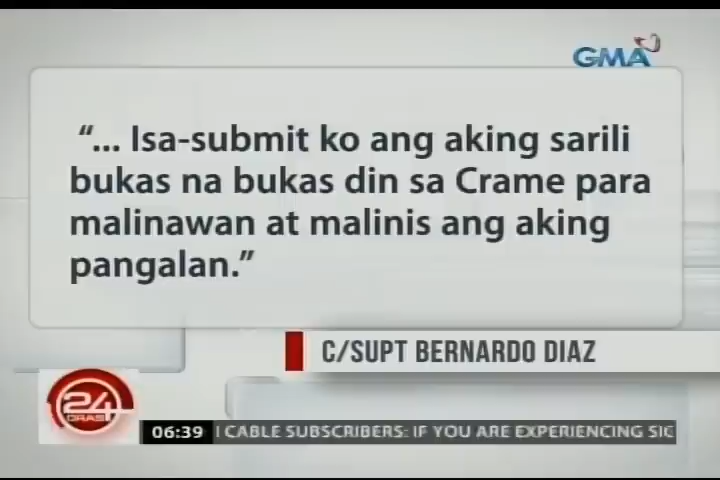 GMA
"... Isa-submit ko ang aking sarili
bukas na bukas din sa Crame para
malinawan at malinis ang aking
pangalan."
C/SUPT BERNARDO DIAZ
24
ORAS
06:39 I CABLE SUBSCRIBERS: IF YOU ARE EXPERIENCING SIG